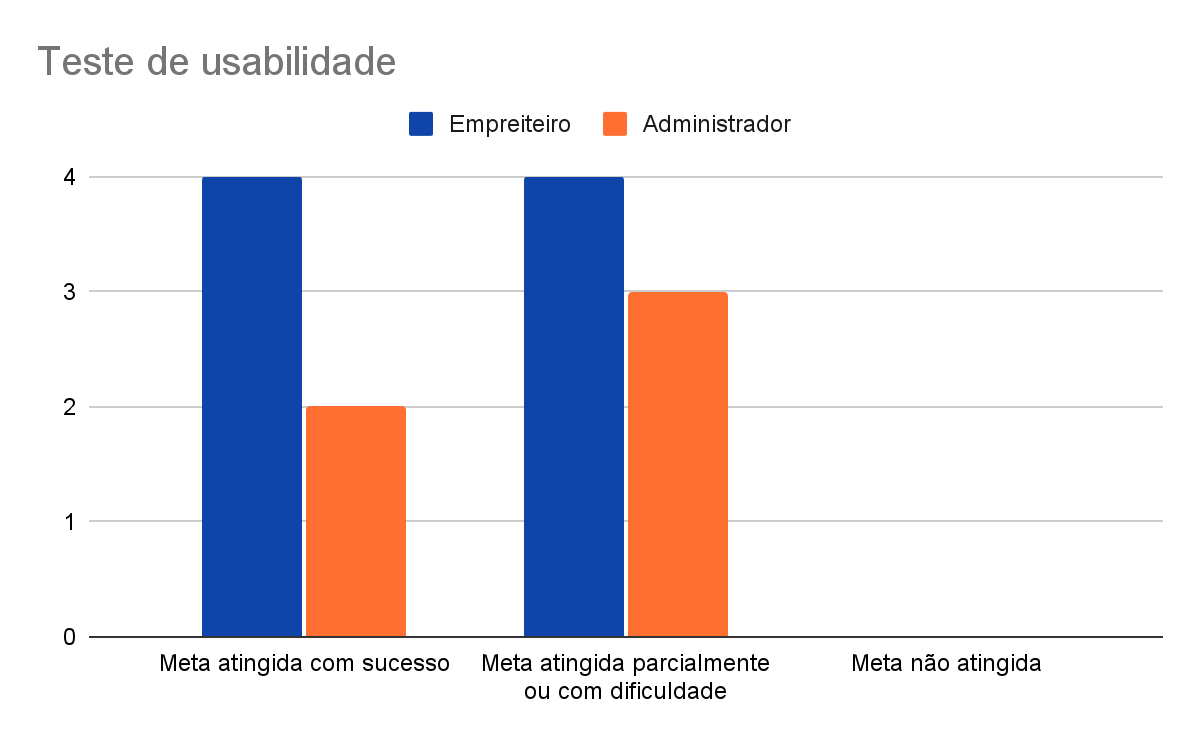 Teste de usabilidade
Empreiteiro
Administrador
4
3
2
1
0
Meta atingida com sucesso
Meta atingida parcialmente
ou com dificuldade
Meta não atingida